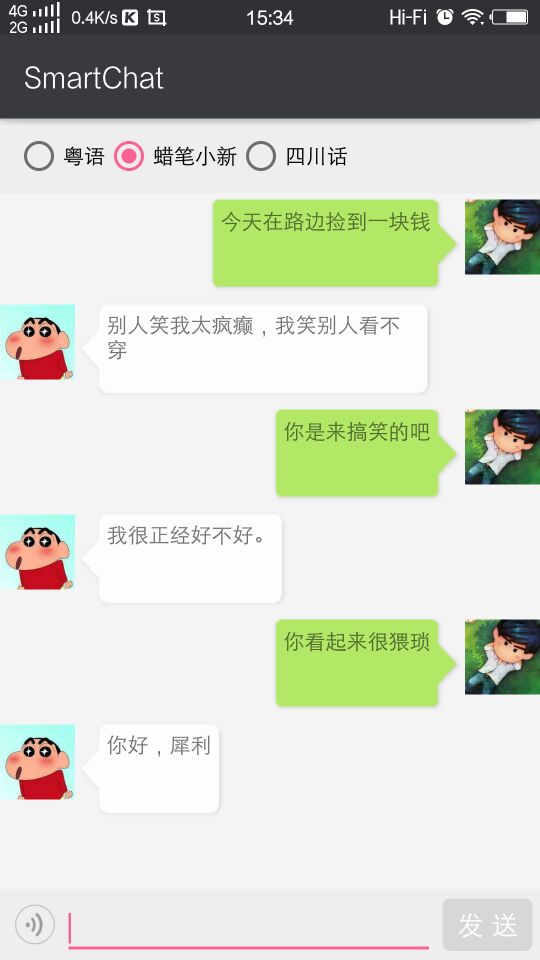 4G 0.4K/s K S 15:34 Hi-Fi
2G
SmartChat
粤语 蜡笔小新 四川话
今天在路边捡到一块钱
别人笑我太疯癫，我笑别人看不
穿
你是来搞笑的吧
我很正经好不好。
你看起来很猥琐
你好，犀利
发送